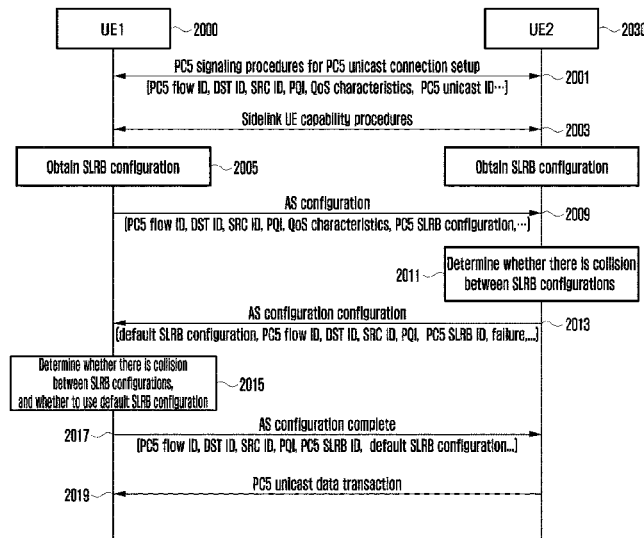 UE1
2000
UE2
2030
PC5 signaling procedures for PC5 unicast connection setup
2001
(PC5 flow ID, DST ID, SRC ID, PQI, QoS characteristics, PC5 unicast ID…)
Sidelink UE capability procedures
2003
Obtain SLRB configuration
2005
Obtain SLRB configuration
AS configuration
2009
(PC5 flow ID, DST ID, SRC ID, PQI, QoS characteristics, PC5 SLRB configuration,…)
2011
Determine whether there is collision
between SLRB configurations
AS configuration configuration
2013
(default SLRB configuration, PC5 flow ID, DST ID, SRC ID, PQI, PC5 SLRB ID, failure,...)
Determine whether there is collision
between SLRB configurations,
and whether to use default SLRB configuration
2015
AS configuration complete
2017
(PC5 flow ID, DST ID, SRC ID, PQI, PC5 SLRB ID, default SLRB configuration...)
PC5 unicast data transaction
2019